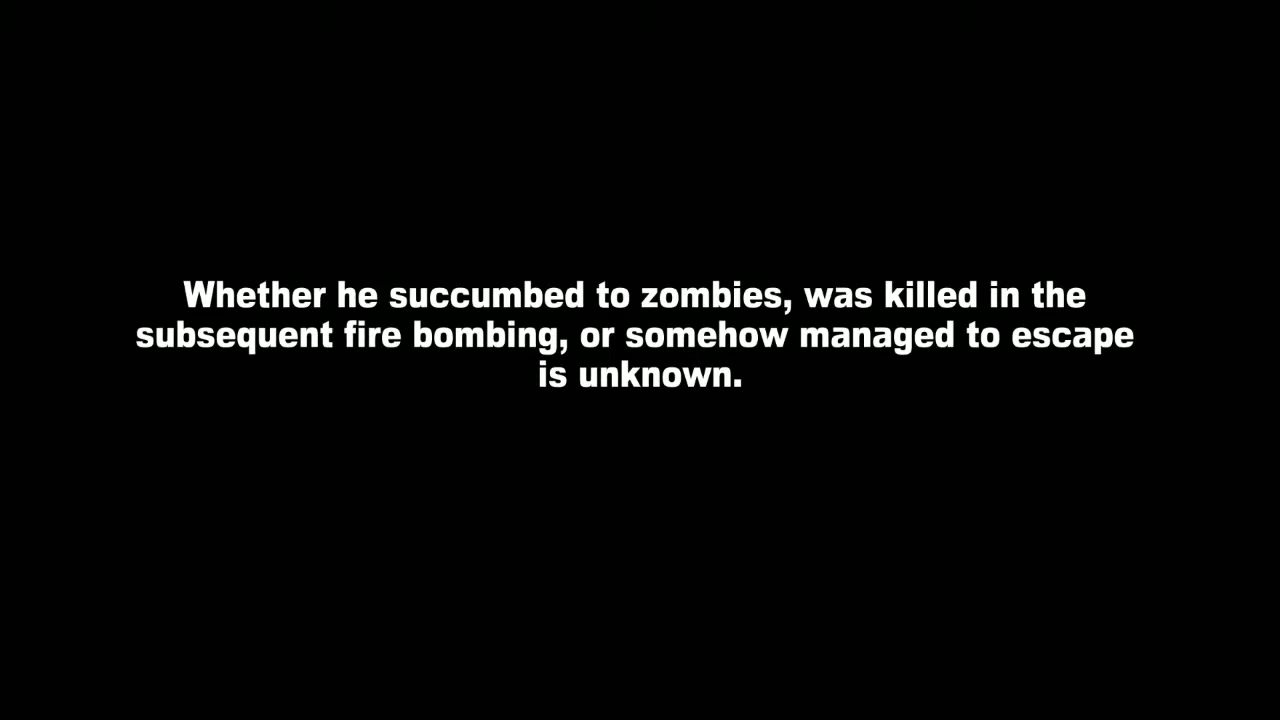 Whether he succumbed to zombies, was killed in the
subsequent fire bombing, or somehow managed to escape
is unknown.